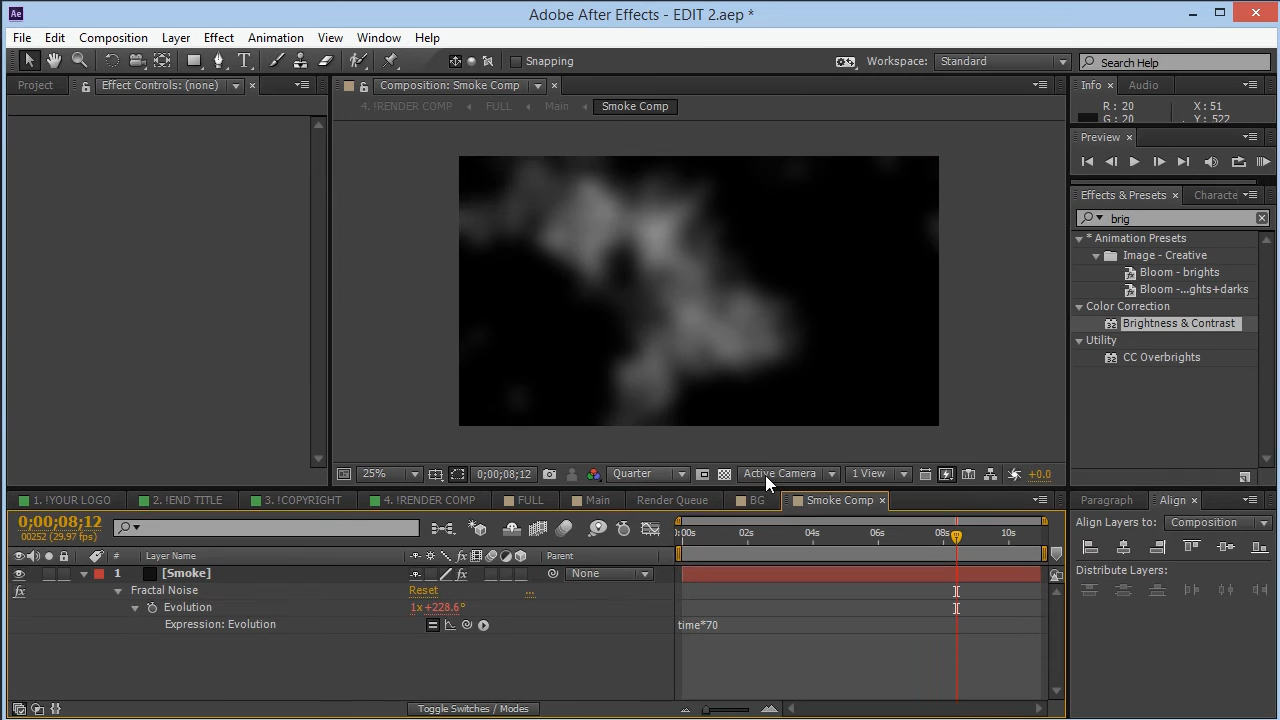 Ae
Adobe After Effects - EDIT 2.aep *
File Edit Composition Layer Effect Animation View Window Help
Snapping
Workspace: Standard
Search Help
Project Effect Controls: (none)
Composition: Smoke Comp
4. !RENDER COMP FULL Main Smoke Comp
Info Audio
R : 20 X : 51
G : 20 Y : 522
Preview
Effects & Presets Characte
brig
* Animation Presets
Image - Creative
Bloom - brights
Bloom -...ghts+darks
Color Correction
Brightness & Contrast
Utility
CC Overbrights
25% 0;00;08;12 Quarter Active Camera 1 View +0.0
1. !YOUR LOGO 2. !END TITLE 3. !COPYRIGHT 4. !RENDER COMP FULL Main Render Queue BG Smoke Comp
Paragraph Align
0;00;08;12
00252 (29.97 fps)
:00s 02s 04s 06s 08s 10s
Align Layers to: Composition
# Layer Name Parent
1 [Smoke] None
Distribute Layers:
Fractal Noise Reset ...
Evolution 1x+228.6°
Expression: Evolution time*70
Toggle Switches / Modes